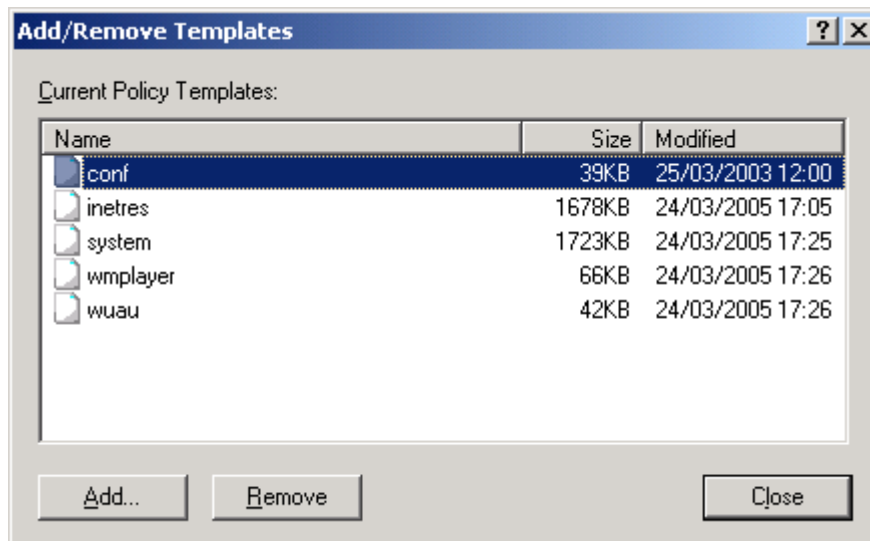 Add/Remove Templates
Current Policy Templates:
Name Size Modified
conf 39KB 25/03/2003 12:00
inetres 1678KB 24/03/2005 17:05
system 1723KB 24/03/2005 17:25
wmplayer 66KB 24/03/2005 17:26
wuau 42KB 24/03/2005 17:26
Add... Remove Close